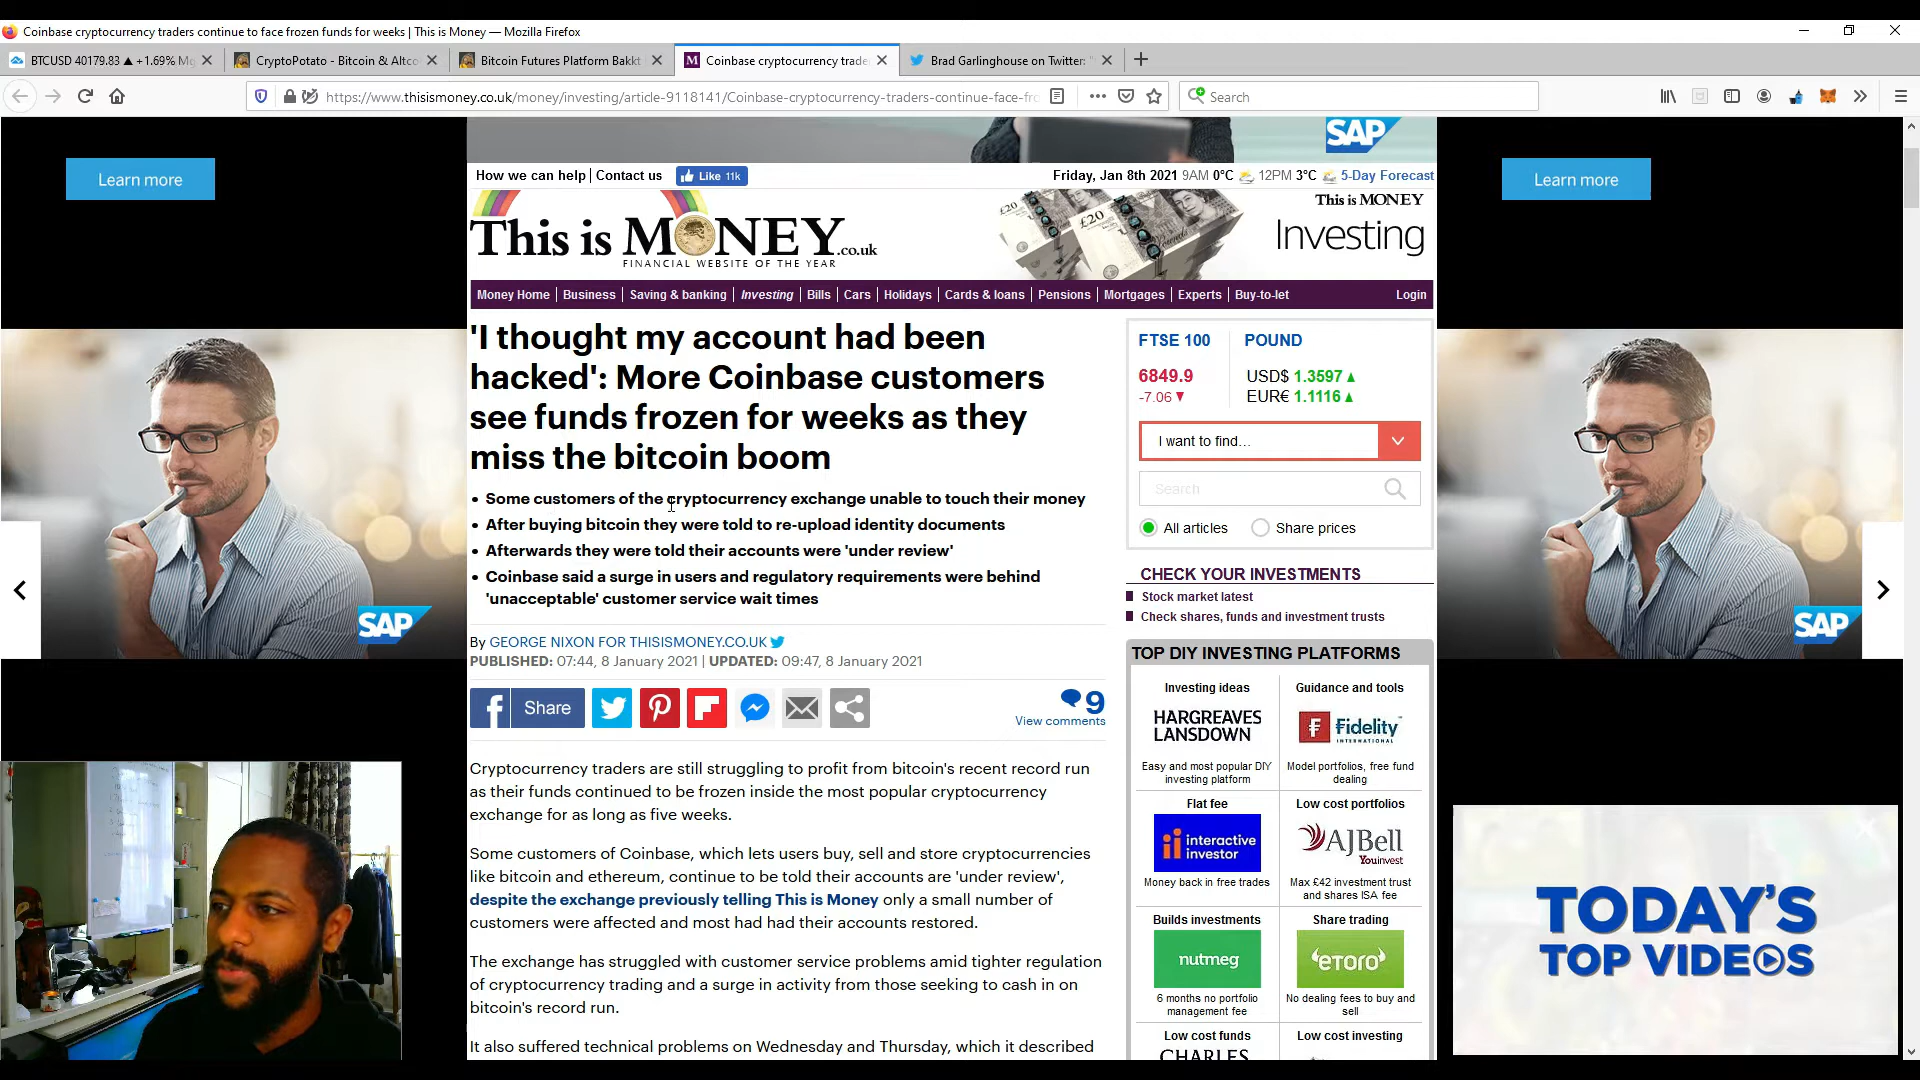 Coinbase cryptocurrency traders continue to face frozen funds for weeks | This is Money — Mozilla Firefox
BTCUSD 40179.83 ▲ +1.69%
CryptoPotato - Bitcoin & Altco
Bitcoin Futures Platform Bakkt
Coinbase cryptocurrency trade
Brad Garlinghouse on Twitter: "
https://www.thisismoney.co.uk/money/investing/article-9118141/Coinbase-cryptocurrency-traders-continue-face-fro
Search
Learn more
SAP
Learn more
How we can help | Contact us
Like 11k
Friday, Jan 8th 2021 9AM 0°C 12PM 3°C 5-Day Forecast
This is MONEY.co.uk
FINANCIAL WEBSITE OF THE YEAR
£20
£20
This is MONEY
Investing
Money Home | Business | Saving & banking | Investing | Bills | Cars | Holidays | Cards & loans | Pensions | Mortgages | Experts | Buy-to-let
Login
'I thought my account had been
hacked': More Coinbase customers
see funds frozen for weeks as they
miss the bitcoin boom
• Some customers of the cryptocurrency exchange unable to touch their money
• After buying bitcoin they were told to re-upload identity documents
• Afterwards they were told their accounts were 'under review'
• Coinbase said a surge in users and regulatory requirements were behind
'unacceptable' customer service wait times
By GEORGE NIXON FOR THISISMONEY.CO.UK
PUBLISHED: 07:44, 8 January 2021 | UPDATED: 09:47, 8 January 2021
Share
9
View comments
Cryptocurrency traders are still struggling to profit from bitcoin's recent record run
as their funds continued to be frozen inside the most popular cryptocurrency
exchange for as long as five weeks.
Some customers of Coinbase, which lets users buy, sell and store cryptocurrencies
like bitcoin and ethereum, continue to be told their accounts are 'under review',
despite the exchange previously telling This is Money only a small number of
customers were affected and most had had their accounts restored.
The exchange has struggled with customer service problems amid tighter regulation
of cryptocurrency trading and a surge in activity from those seeking to cash in on
bitcoin's record run.
It also suffered technical problems on Wednesday and Thursday, which it described
FTSE 100
6849.9
-7.06 ▼
POUND
USD$ 1.3597 ▲
EUR€ 1.1116 ▲
I want to find...
Search
All articles
Share prices
CHECK YOUR INVESTMENTS
Stock market latest
Check shares, funds and investment trusts
TOP DIY INVESTING PLATFORMS
Investing ideas
HARGREAVES
LANSDOWN
Easy and most popular DIY
investing platform
Guidance and tools
Fidelity
INTERNATIONAL
Model portfolios, free fund
dealing
Flat fee
interactive
investor
Money back in free trades
Low cost portfolios
AJBell
Youinvest
Max £42 investment trust
and shares ISA fee
Builds investments
nutmeg
6 months no portfolio
management fee
Share trading
eToro
No dealing fees to buy and
sell
Low cost funds
CHARLES
Low cost investing
SAP
SAP
TODAY'S
TOP VIDEOS